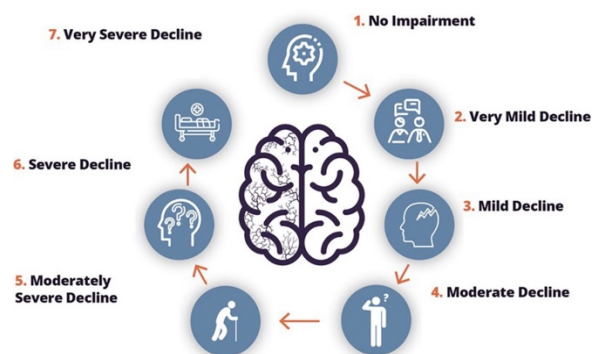 1. No Impairment
2. Very Mild Decline
3. Mild Decline
4. Moderate Decline
5. Moderately
Severe Decline
6. Severe Decline
7. Very Severe Decline
?
? ? ?